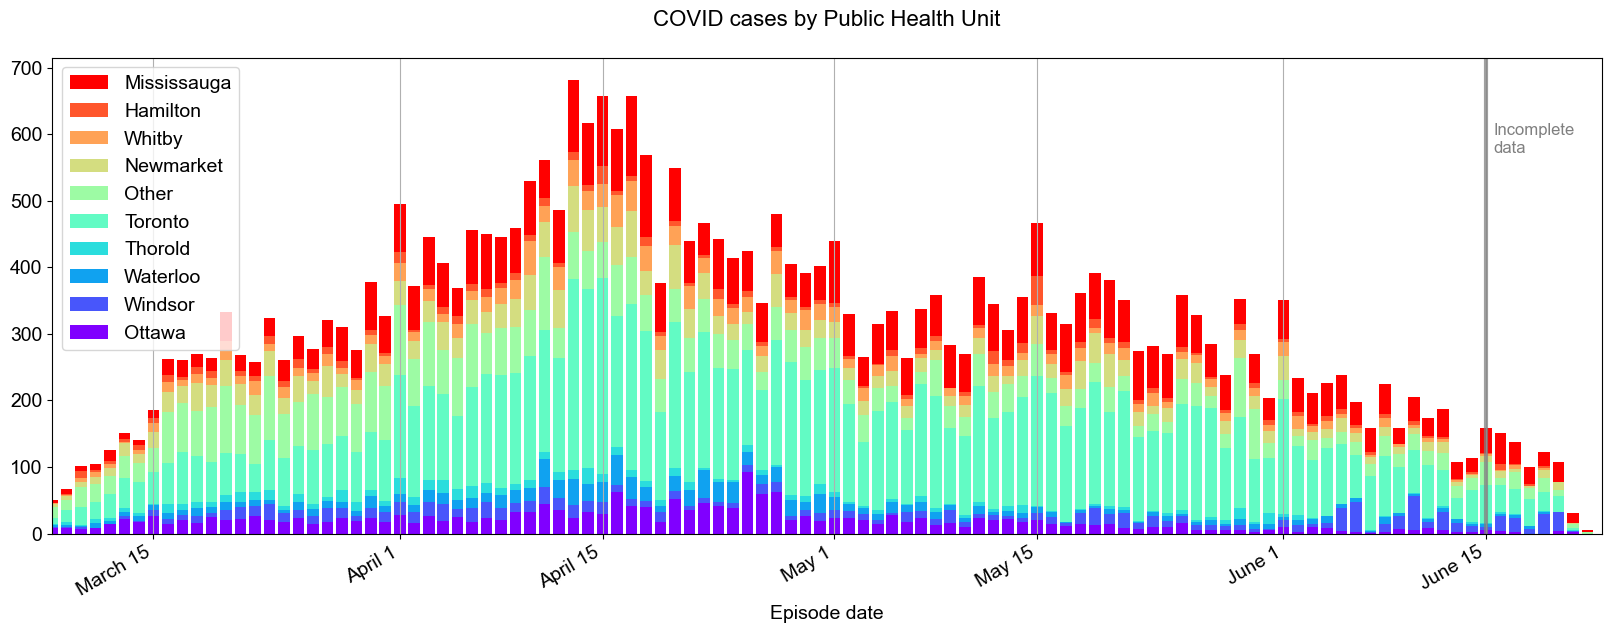 COVID cases by Public Health Unit
700
600
500
400
300
200
100
0
Mississauga
Hamilton
Whitby
Newmarket
Other
Toronto
Thorold
Waterloo
Windsor
Ottawa
Incomplete
data
March 15
April 1
April 15
May 1
May 15
June 1
June 15
Episode date